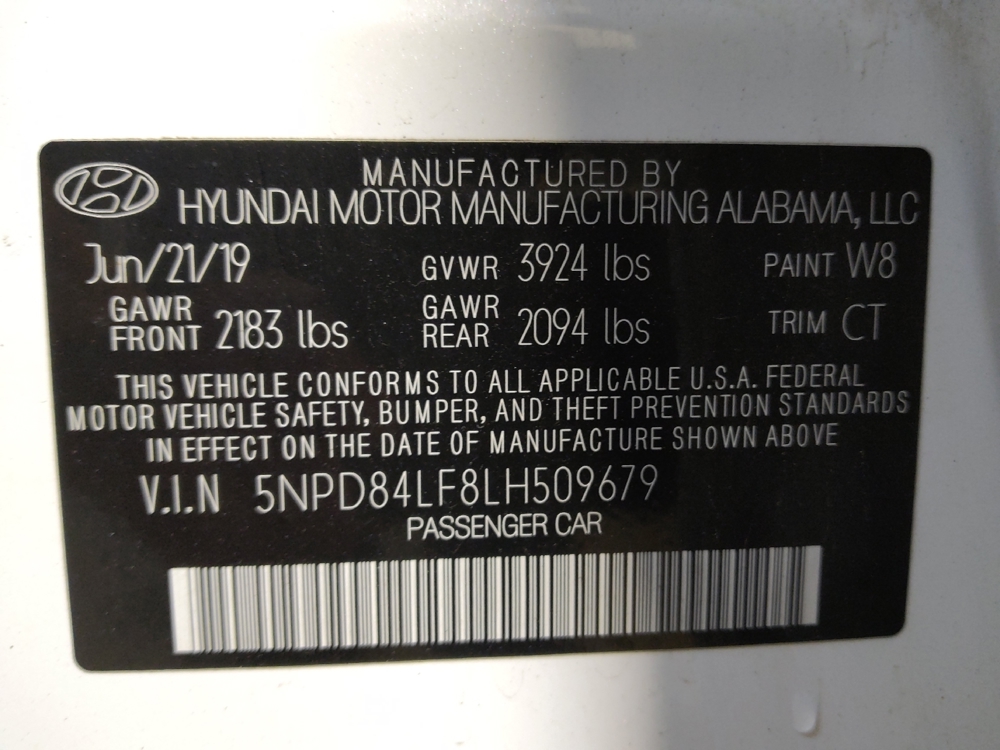 MANUFACTURED BY
HYUNDAI MOTOR MANUFACTURING ALABAMA, LLC
Jun/21/19 GVWR 3924 lbs PAINT W8
GAWR FRONT 2183 lbs GAWR REAR 2094 lbs TRIM CT
THIS VEHICLE CONFORMS TO ALL APPLICABLE U.S.A. FEDERAL
MOTOR VEHICLE SAFETY, BUMPER, AND THEFT PREVENTION STANDARDS
IN EFFECT ON THE DATE OF MANUFACTURE SHOWN ABOVE
V.I.N 5NPD84LF8LH509679
PASSENGER CAR